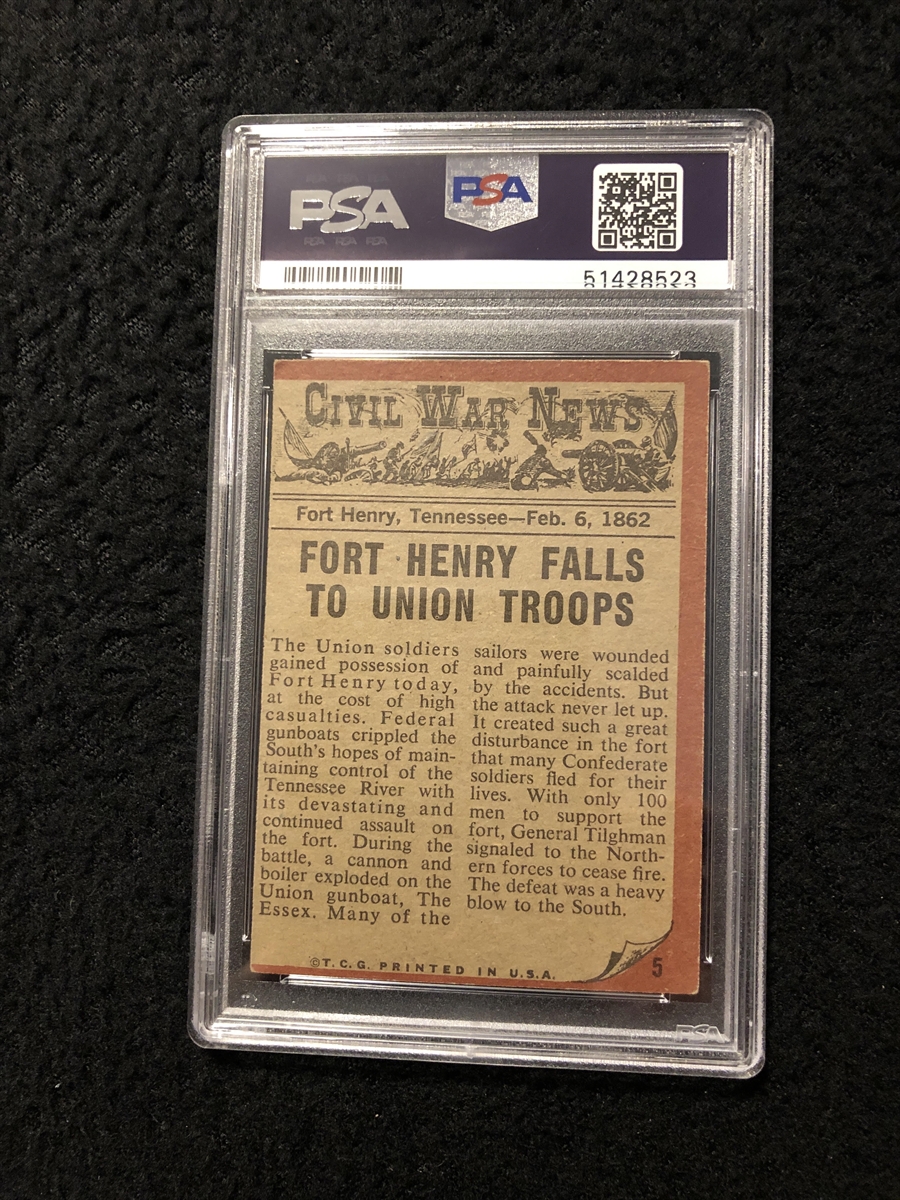 PSA
PSA
PSA PSA PSA
51428523
CIVIL WAR NEWS
Fort Henry, Tennessee—Feb. 6, 1862
FORT HENRY FALLS
TO UNION TROOPS
The Union soldiers
gained possession of
Fort Henry today,
at the cost of high
casualties. Federal
gunboats crippled the
South's hopes of main-
taining control of the
Tennessee River with
its devastating and
continued assault on
the fort. During the
battle, a cannon and
boiler exploded on the
Union gunboat, The
Essex. Many of the
sailors were wounded
and painfully scalded
by the accidents. But
the attack never let up.
It created such a great
disturbance in the fort
that many Confederate
soldiers fled for their
lives. With only 100
men to support the
fort, General Tilghman
signaled to the North-
ern forces to cease fire.
The defeat was a heavy
blow to the South.
©T.C.G. PRINTED IN U.S.A.
5
PSA